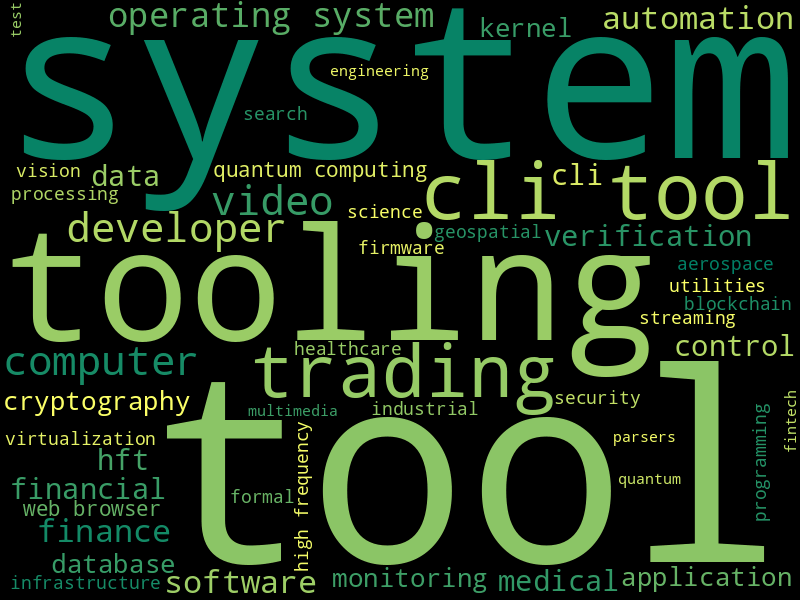 test
operating system
kernel
automation
system
engineering
search
vision
data
quantum computing
cli
cli tool
processing
video
science
developer
geospatial
verification
firmware
tooling
aerospace
utilities
blockchain
streaming
computer
healthcare
trading
control
cryptography
multimedia
industrial
security
fintech
virtualization
tool
parsers
programming
hft
high frequency
quantum
financial
formal
web browser
finance
database
infrastructure
software
monitoring
medical
application